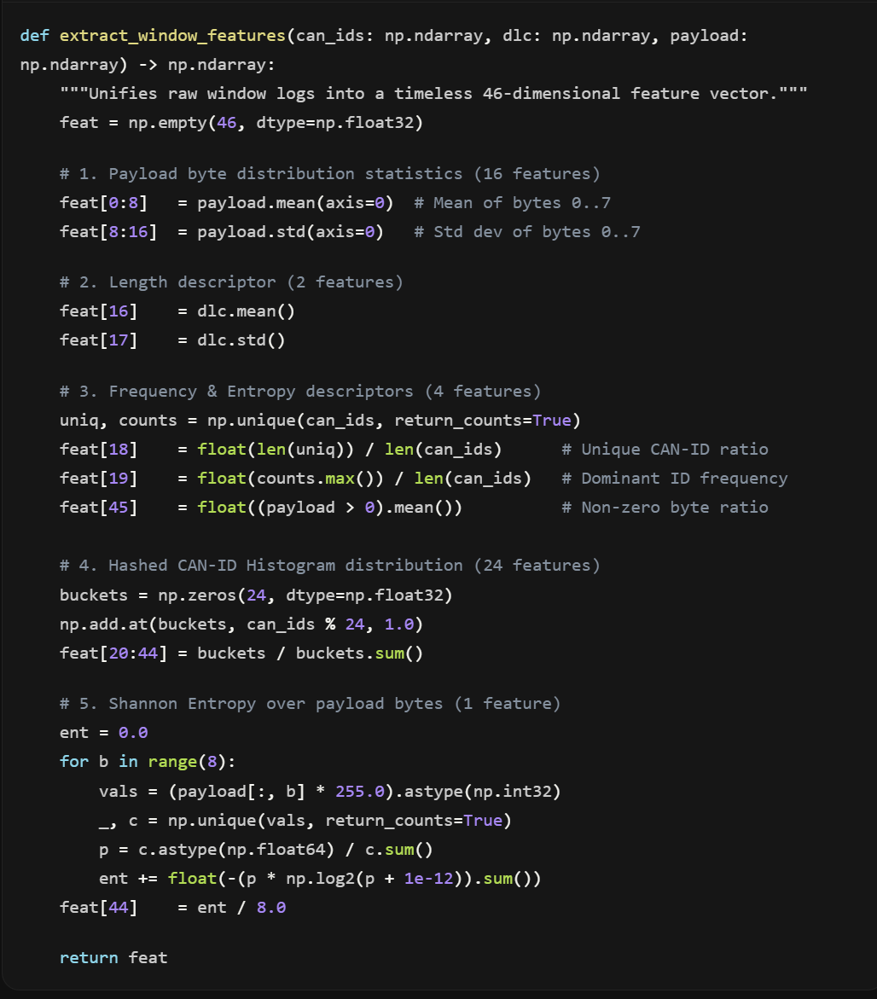 def extract_window_features(can_ids: np.ndarray, dlc: np.ndarray, payload:
np.ndarray) -> np.ndarray:
    """Unifies raw window logs into a timeless 46-dimensional feature vector."""
    feat = np.empty(46, dtype=np.float32)

    # 1. Payload byte distribution statistics (16 features)
    feat[0:8]   = payload.mean(axis=0)  # Mean of bytes 0..7
    feat[8:16]  = payload.std(axis=0)   # Std dev of bytes 0..7

    # 2. Length descriptor (2 features)
    feat[16]    = dlc.mean()
    feat[17]    = dlc.std()

    # 3. Frequency & Entropy descriptors (4 features)
    uniq, counts = np.unique(can_ids, return_counts=True)
    feat[18]    = float(len(uniq)) / len(can_ids)      # Unique CAN-ID ratio
    feat[19]    = float(counts.max()) / len(can_ids)   # Dominant ID frequency
    feat[45]    = float((payload > 0).mean())          # Non-zero byte ratio

    # 4. Hashed CAN-ID Histogram distribution (24 features)
    buckets = np.zeros(24, dtype=np.float32)
    np.add.at(buckets, can_ids % 24, 1.0)
    feat[20:44] = buckets / buckets.sum()

    # 5. Shannon Entropy over payload bytes (1 feature)
    ent = 0.0
    for b in range(8):
        vals = (payload[:, b] * 255.0).astype(np.int32)
        _, c = np.unique(vals, return_counts=True)
        p = c.astype(np.float64) / c.sum()
        ent += float(-(p * np.log2(p + 1e-12)).sum())
    feat[44]    = ent / 8.0

    return feat